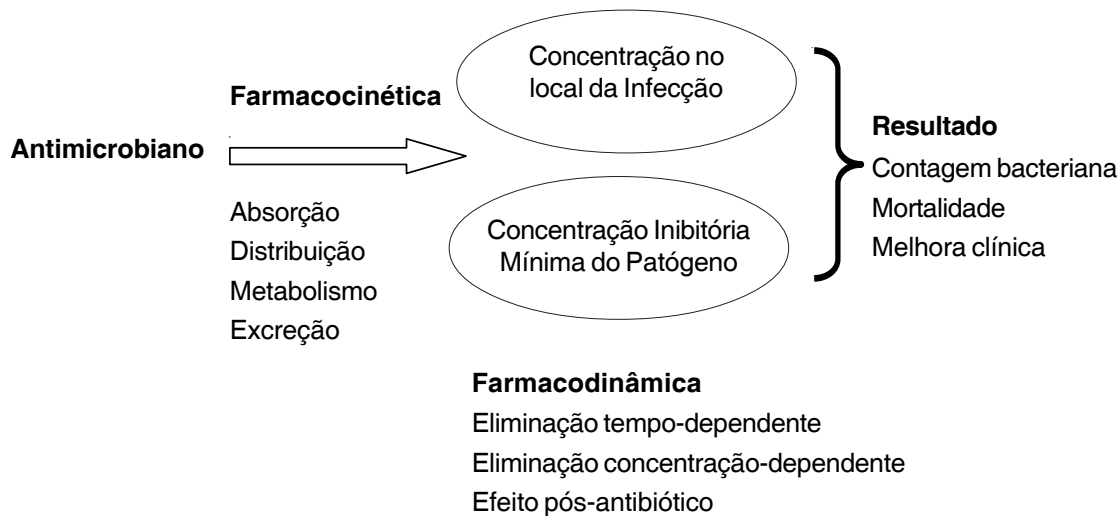 Antimicrobiano
Farmacocinética
Absorção
Distribuição
Metabolismo
Excreção
Concentração no
local da Infecção
Concentração Inibitória
Mínima do Patógeno
Farmacodinâmica
Eliminação tempo-dependente
Eliminação concentração-dependente
Efeito pós-antibiótico
Resultado
Contagem bacteriana
Mortalidade
Melhora clínica